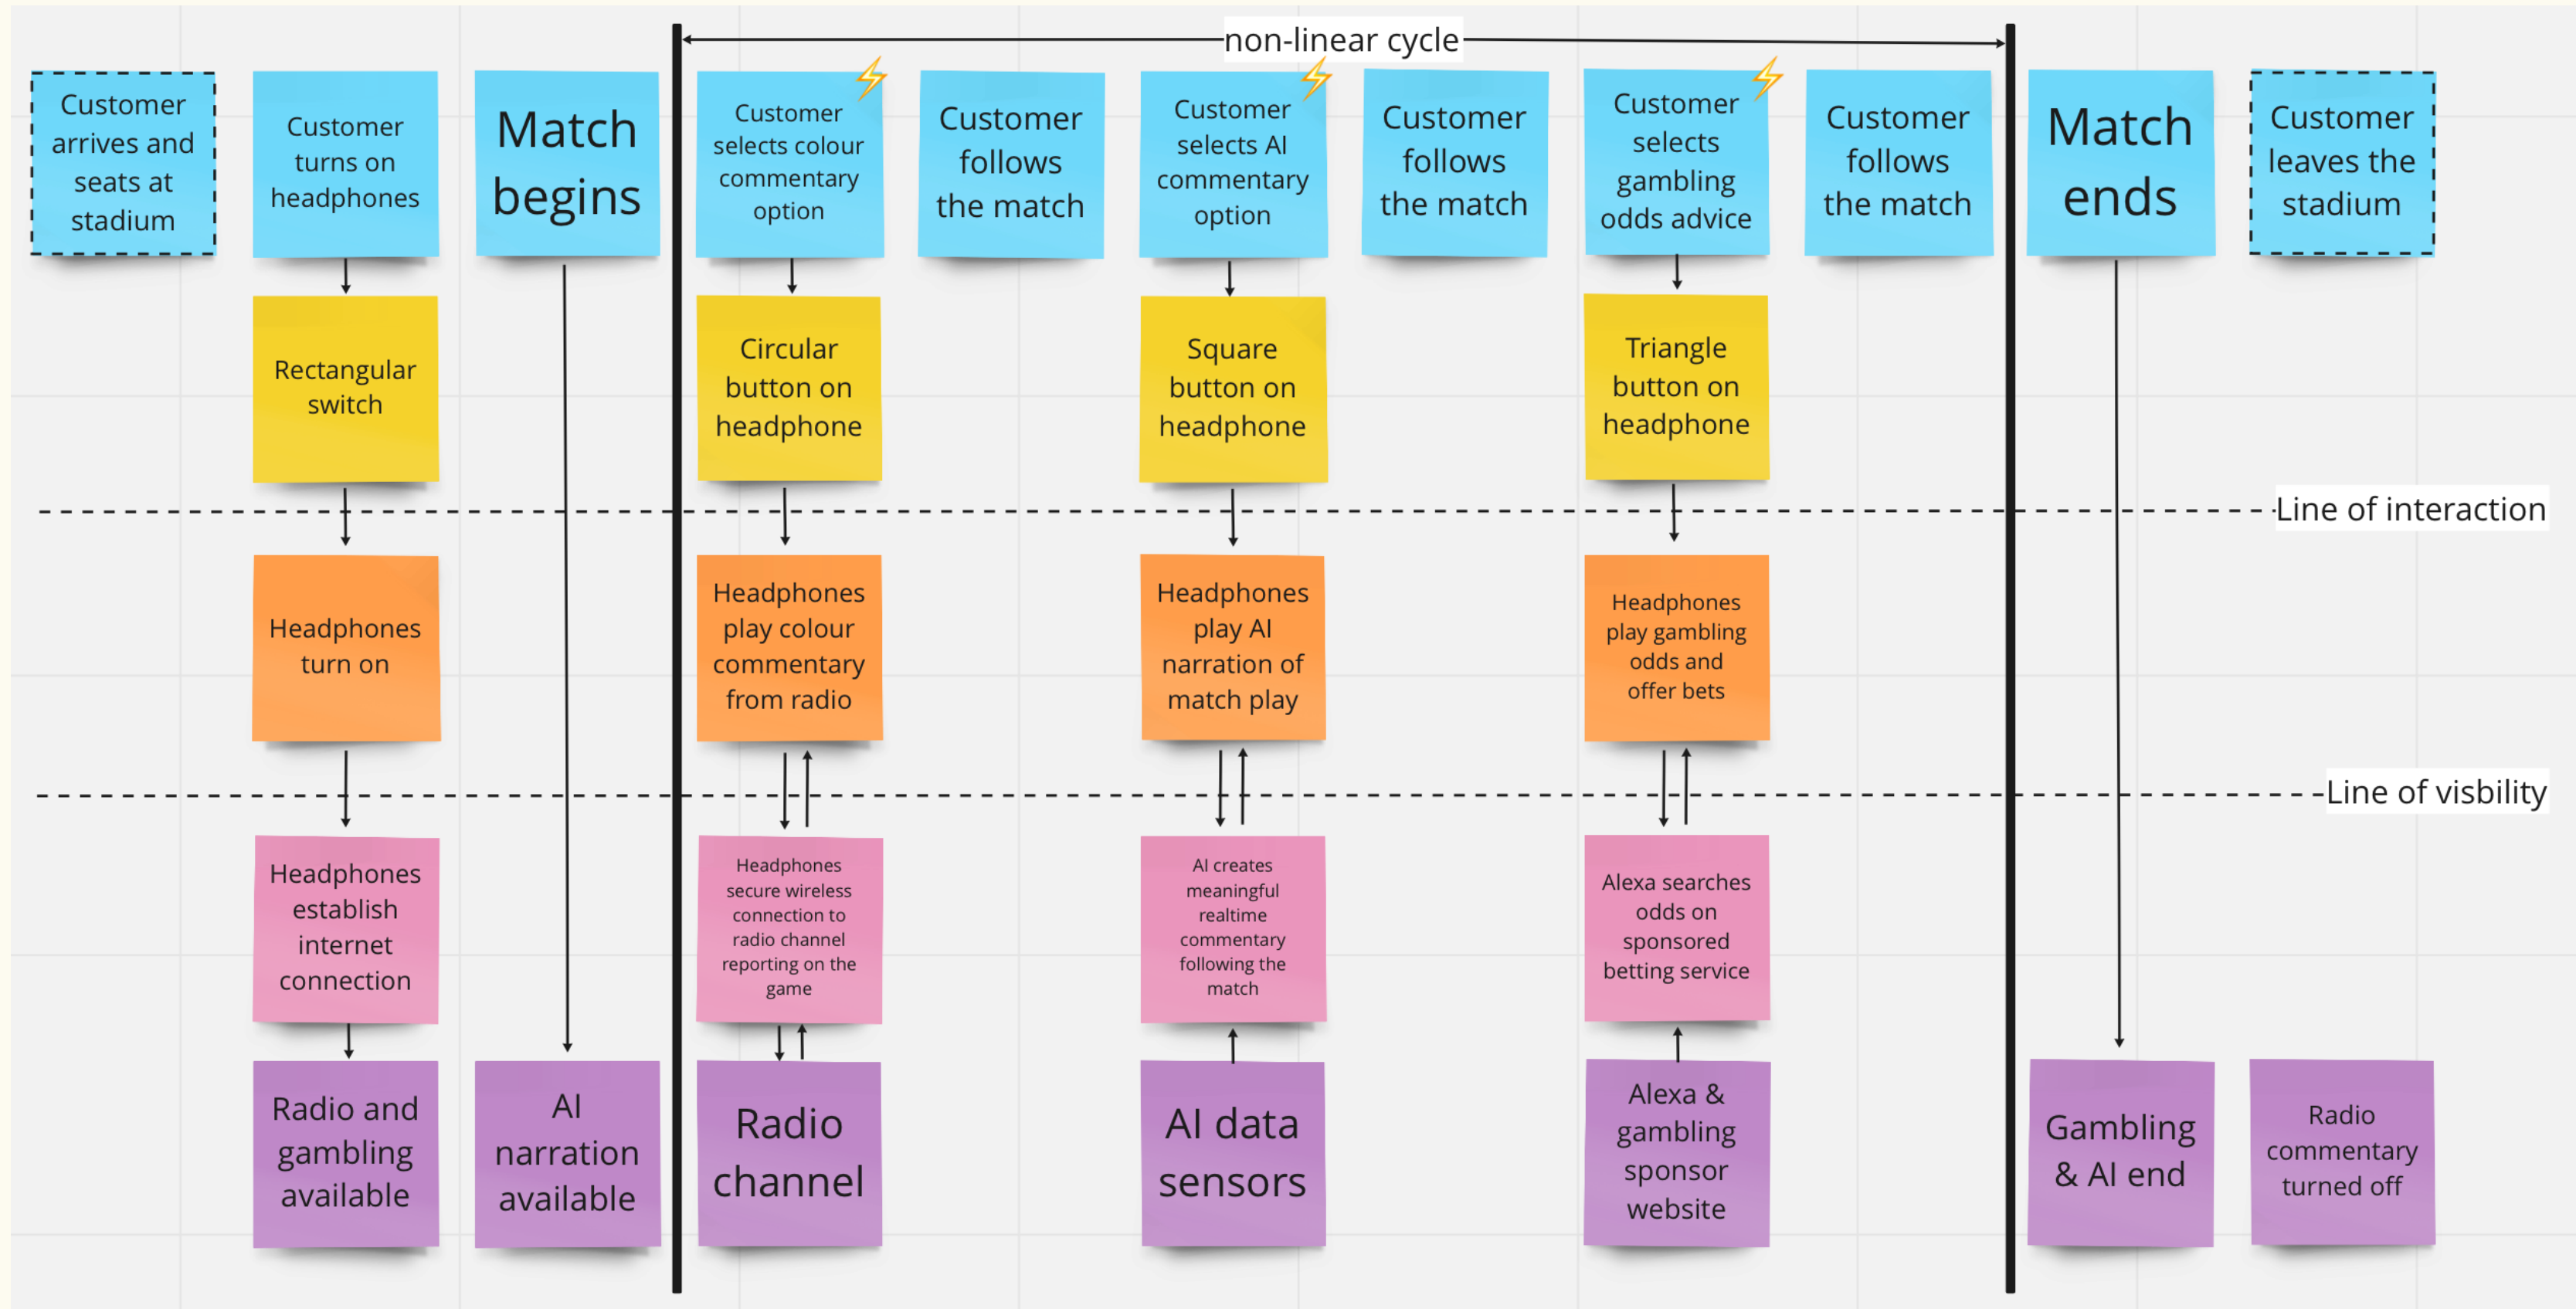 non-linear cycle
Customer
arrives and
seats at
stadium
Customer
turns on
headphones
Match
begins
Customer
selects colour
commentary
option
Customer
follows
the match
Customer
selects AI
commentary
option
Customer
follows
the match
Customer
selects
gambling
odds advice
Customer
follows
the match
Match
ends
Customer
leaves the
stadium
Rectangular
switch
Circular
button on
headphone
Square
button on
headphone
Triangle
button on
headphone
Line of interaction
Headphones
turn on
Headphones
play colour
commentary
from radio
Headphones
play AI
narration of
match play
Headphones
play gambling
odds and
offer bets
Line of visbility
Headphones
establish
internet
connection
Headphones
secure wireless
connection to
radio channel
reporting on the
game
AI creates
meaningful
realtime
commentary
following the
match
Alexa searches
odds on
sponsored
betting service
Radio and
gambling
available
AI
narration
available
Radio
channel
AI data
sensors
Alexa &
gambling
sponsor
website
Gambling
& AI end
Radio
commentary
turned off